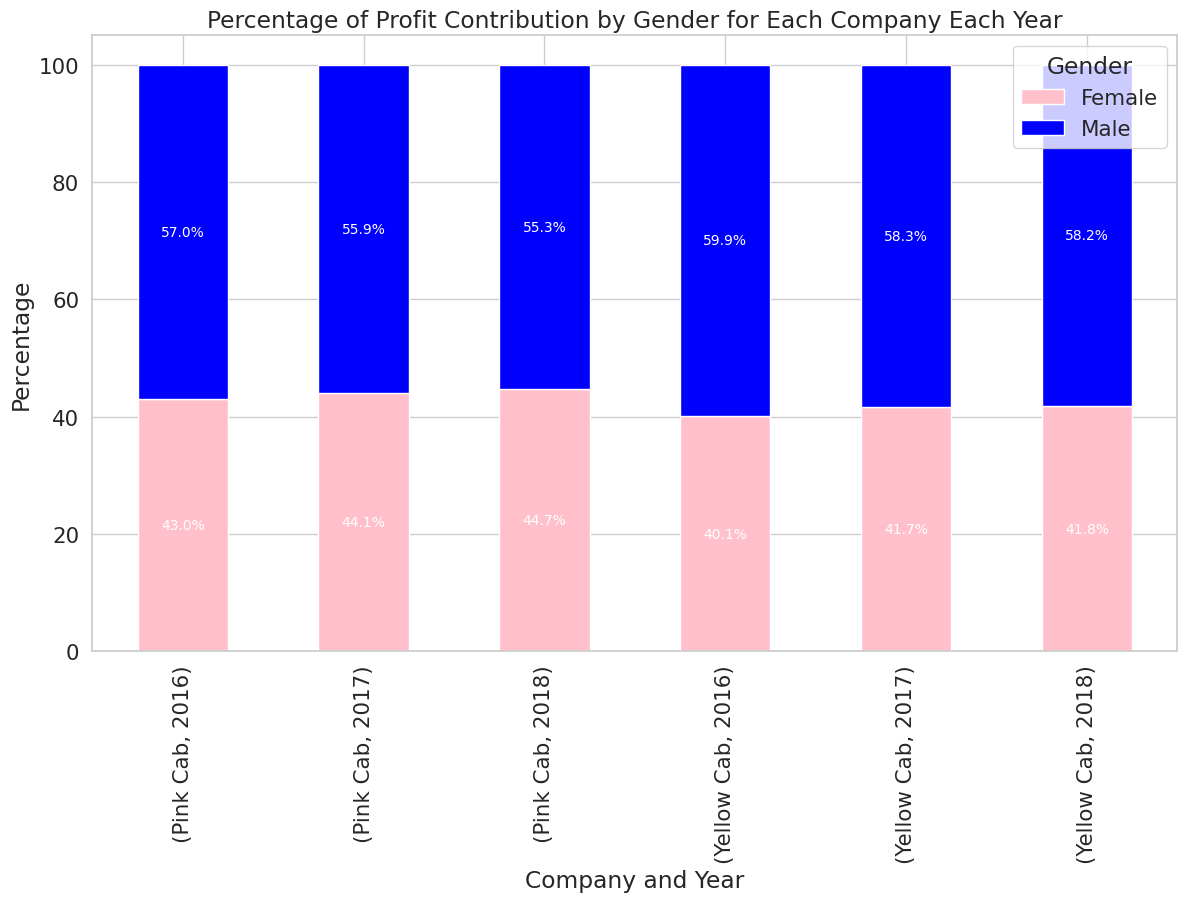 Percentage of Profit Contribution by Gender for Each Company Each Year
Gender
Female
Male
Percentage
100
80
60
40
20
0
57.0%
55.9%
55.3%
59.9%
58.3%
58.2%
43.0%
44.1%
44.7%
40.1%
41.7%
41.8%
(Pink Cab, 2016)
(Pink Cab, 2017)
(Pink Cab, 2018)
(Yellow Cab, 2016)
(Yellow Cab, 2017)
(Yellow Cab, 2018)
Company and Year